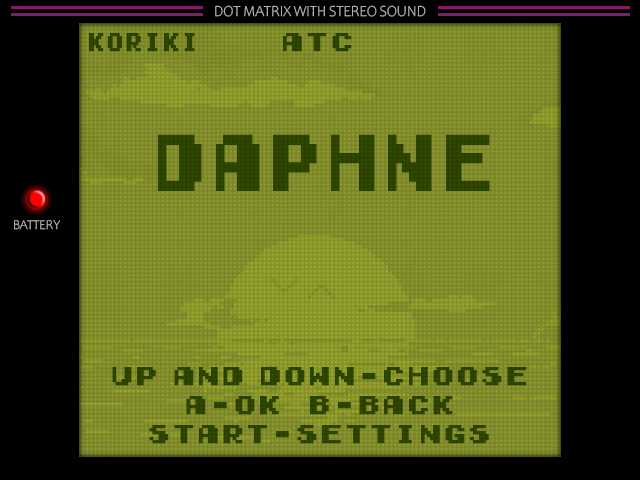 DOT MATRIX WITH STEREO SOUND
KORIKI ATC
DAPHNE
BATTERY
UP AND DOWN-CHOOSE
A-OK B-BACK
START-SETTINGS